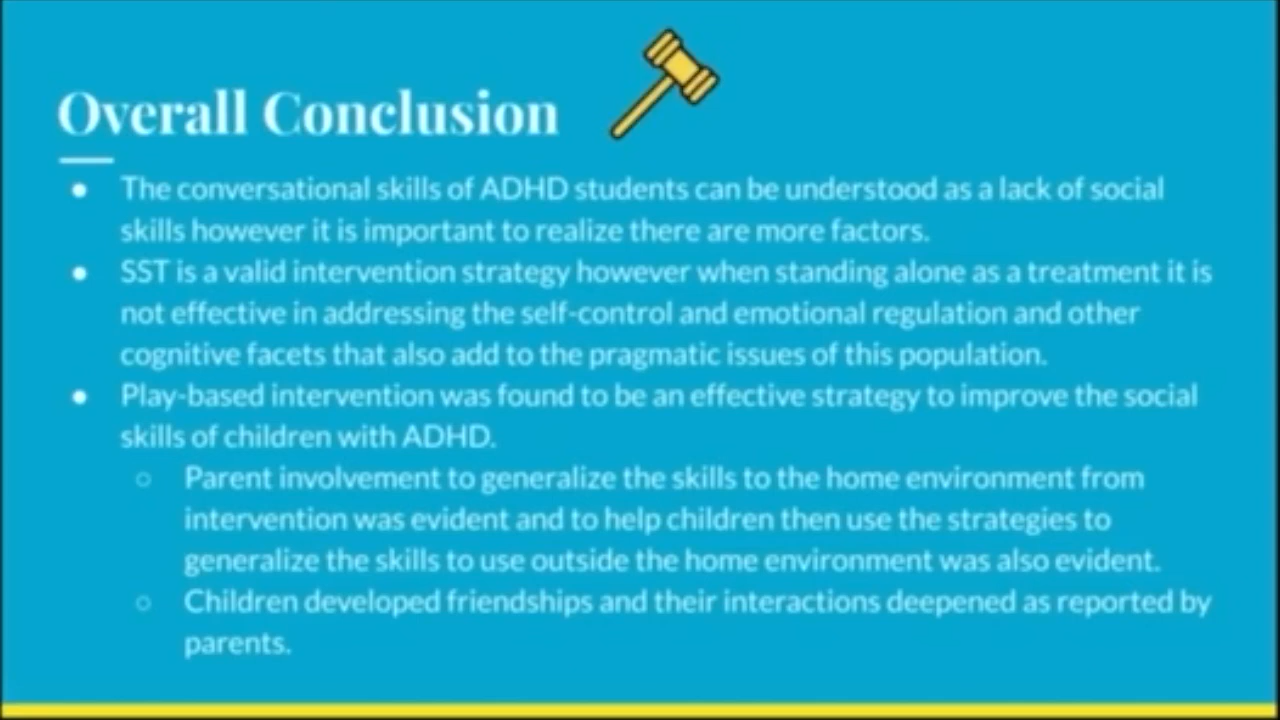 Overall Conclusion
● The conversational skills of ADHD students can be understood as a lack of social
skills however it is important to realize there are more factors.
● SST is a valid intervention strategy however when standing alone as a treatment it is
not effective in addressing the self-control and emotional regulation and other
cognitive facets that also add to the pragmatic issues of this population.
● Play-based intervention was found to be an effective strategy to improve the social
skills of children with ADHD.
○ Parent involvement to generalize the skills to the home environment from
intervention was evident and to help children then use the strategies to
generalize the skills to use outside the home environment was also evident.
○ Children developed friendships and their interactions deepened as reported by
parents.